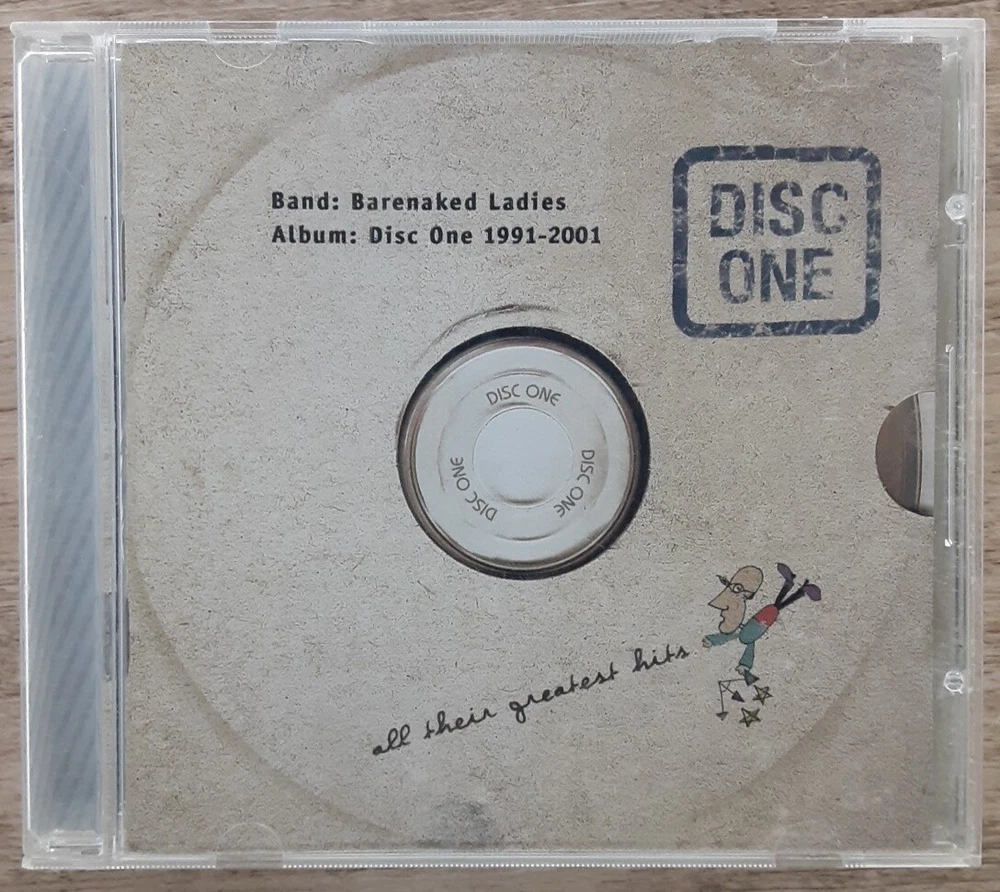 Band: Barenaked Ladies
Album: Disc One 1991-2001
DISC
ONE
DISC ONE
DISC ONE
DISC ONE
all their greatest hits